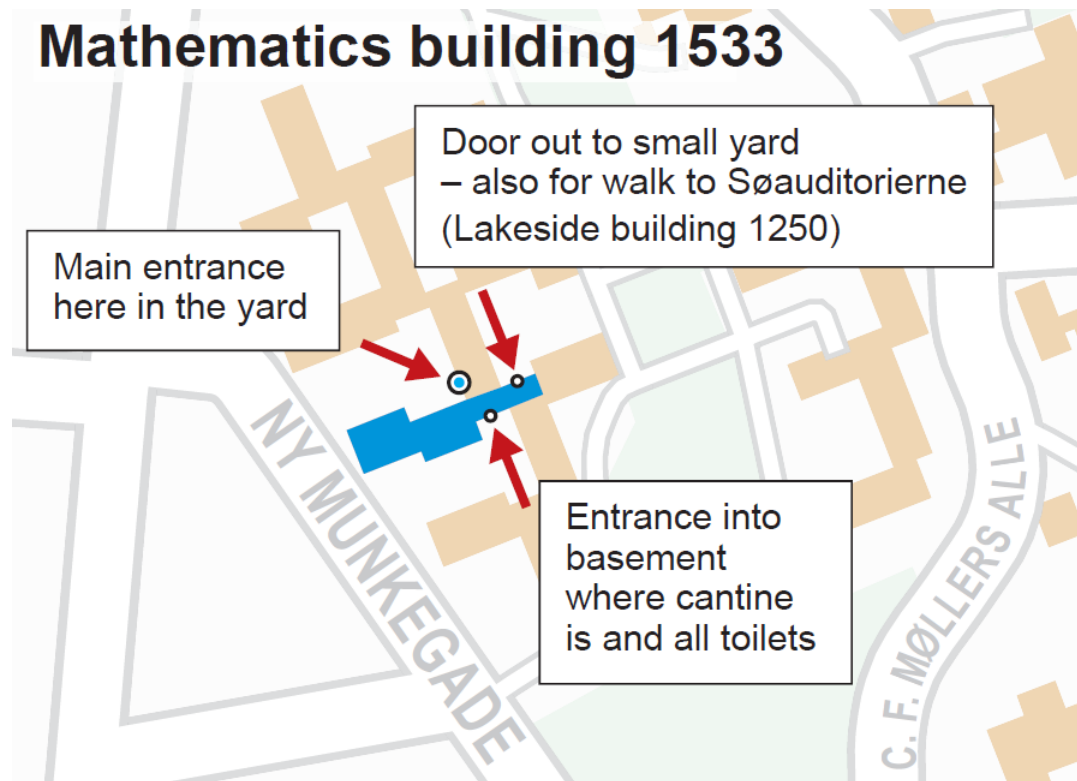 Mathematics building 1533
Door out to small yard
– also for walk to Søauditorierne
(Lakeside building 1250)
Main entrance
here in the yard
NY MUNKEGADE
Entrance into
basement
where cantine
is and all toilets
C. F. MØLLERS ALLE